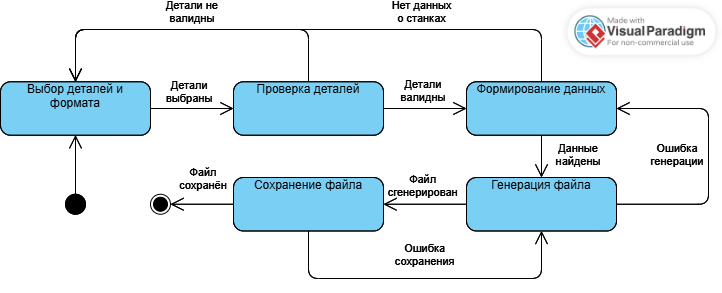 Детали не
валидны
Нет данных
о станках
Made with
Visual Paradigm
For non-commercial use
Выбор деталей и
формата
Детали
выбраны
Проверка деталей
Детали
валидны
Формирование данных
Данные
найдены
Ошибка
генерации
Файл
сохранён
Сохранение файла
Файл
сгенерирован
Генерация файла
Ошибка
сохранения